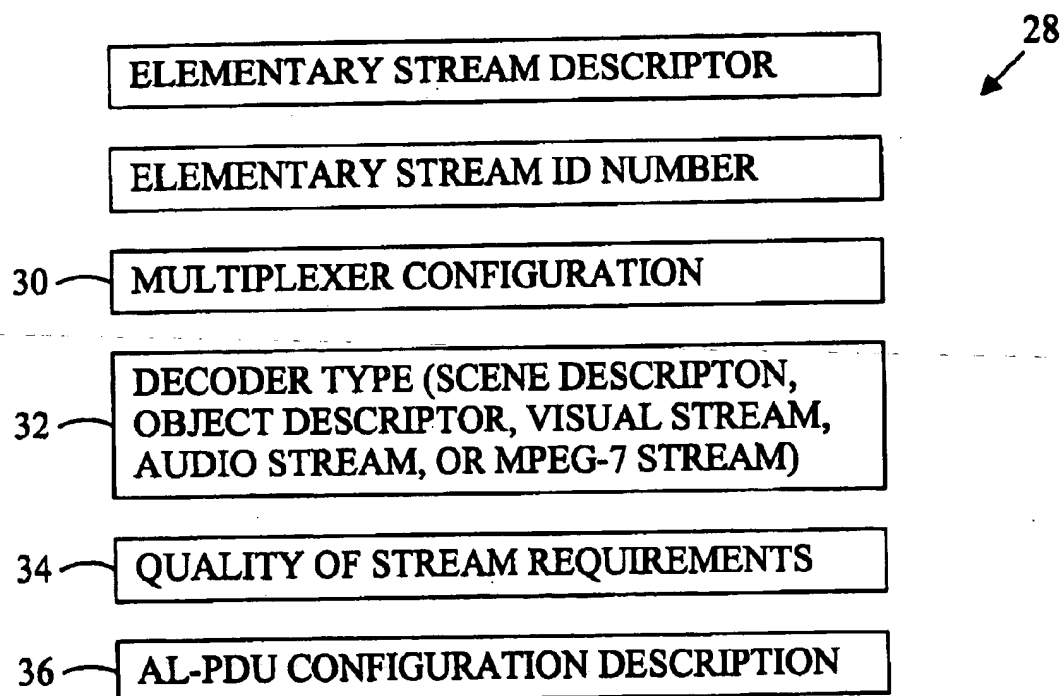 28
ELEMENTARY STREAM DESCRIPTOR
ELEMENTARY STREAM ID NUMBER
30 MULTIPLEXER CONFIGURATION
DECODER TYPE (SCENE DESCRIPTON,
32 OBJECT DESCRIPTOR, VISUAL STREAM,
AUDIO STREAM, OR MPEG-7 STREAM)
34 QUALITY OF STREAM REQUIREMENTS
36 AL-PDU CONFIGURATION DESCRIPTION